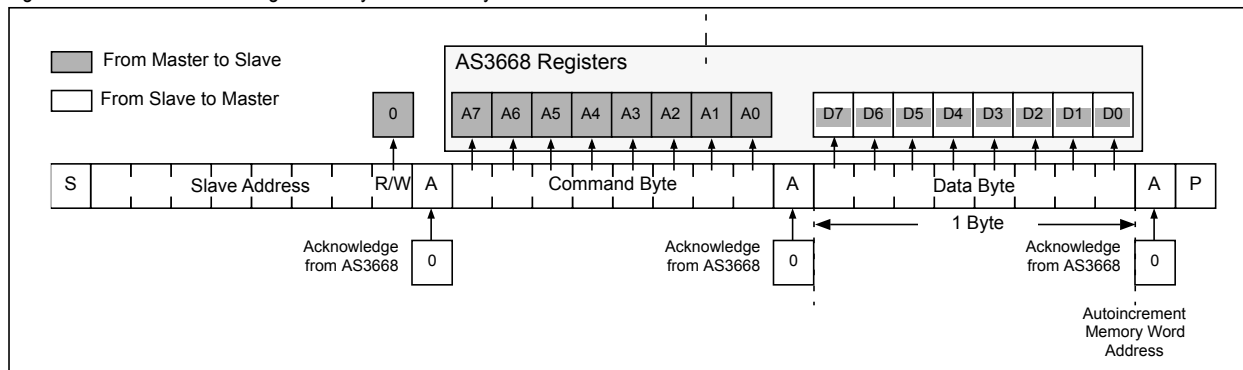 From Master to Slave
From Slave to Master
AS3668 Registers
0 A7 A6 A5 A4 A3 A2 A1 A0 D7 D6 D5 D4 D3 D2 D1 D0
S Slave Address R/W A Command Byte A Data Byte A P
1 Byte
Acknowledge
from AS3668
0
Acknowledge
from AS3668
0
Acknowledge
from AS3668
0
Autoincrement
Memory Word
Address